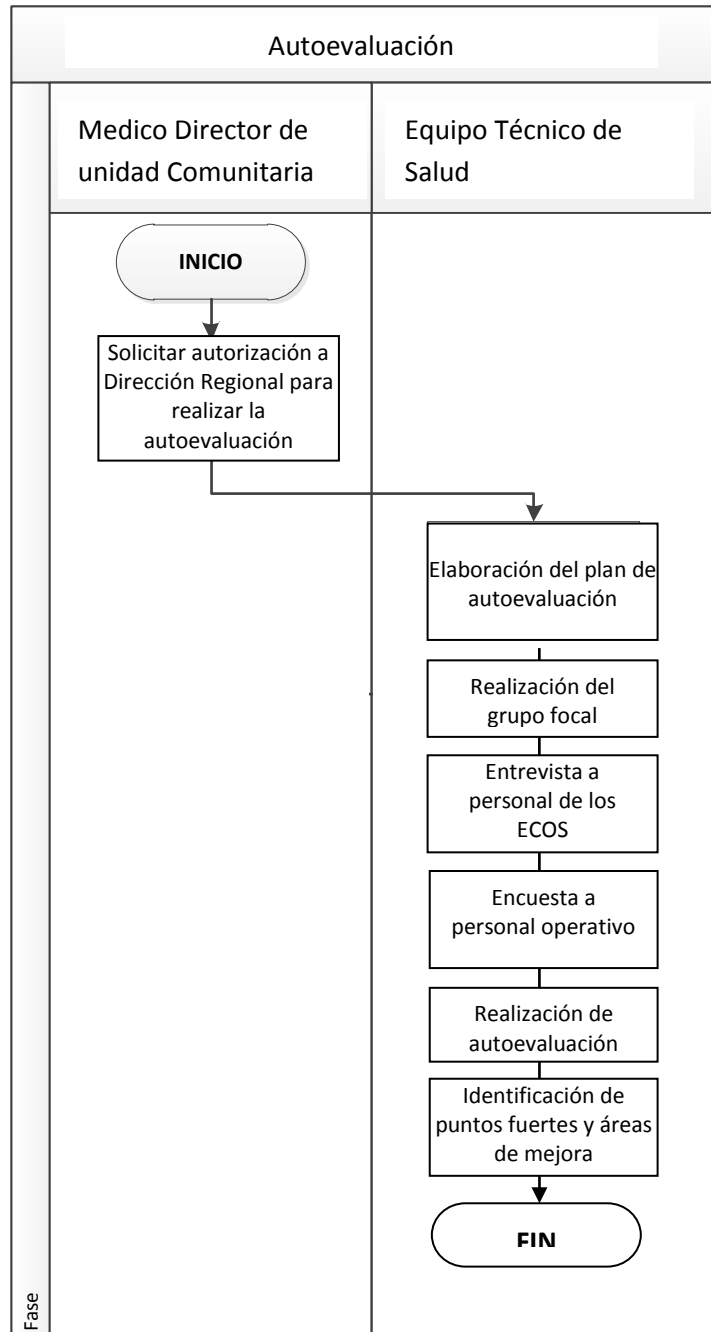 Autoevaluación
Medico Director de
unidad Comunitaria
Equipo Técnico de
Salud
INICIO
Solicitar autorización a
Dirección Regional para
realizar la
autoevaluación
Elaboración del plan de
autoevaluación
Realización del
grupo focal
Entrevista a
personal de los
ECOS
Encuesta a
personal operativo
Realización de
autoevaluación
Identificación de
puntos fuertes y áreas
de mejora
FIN
Fase